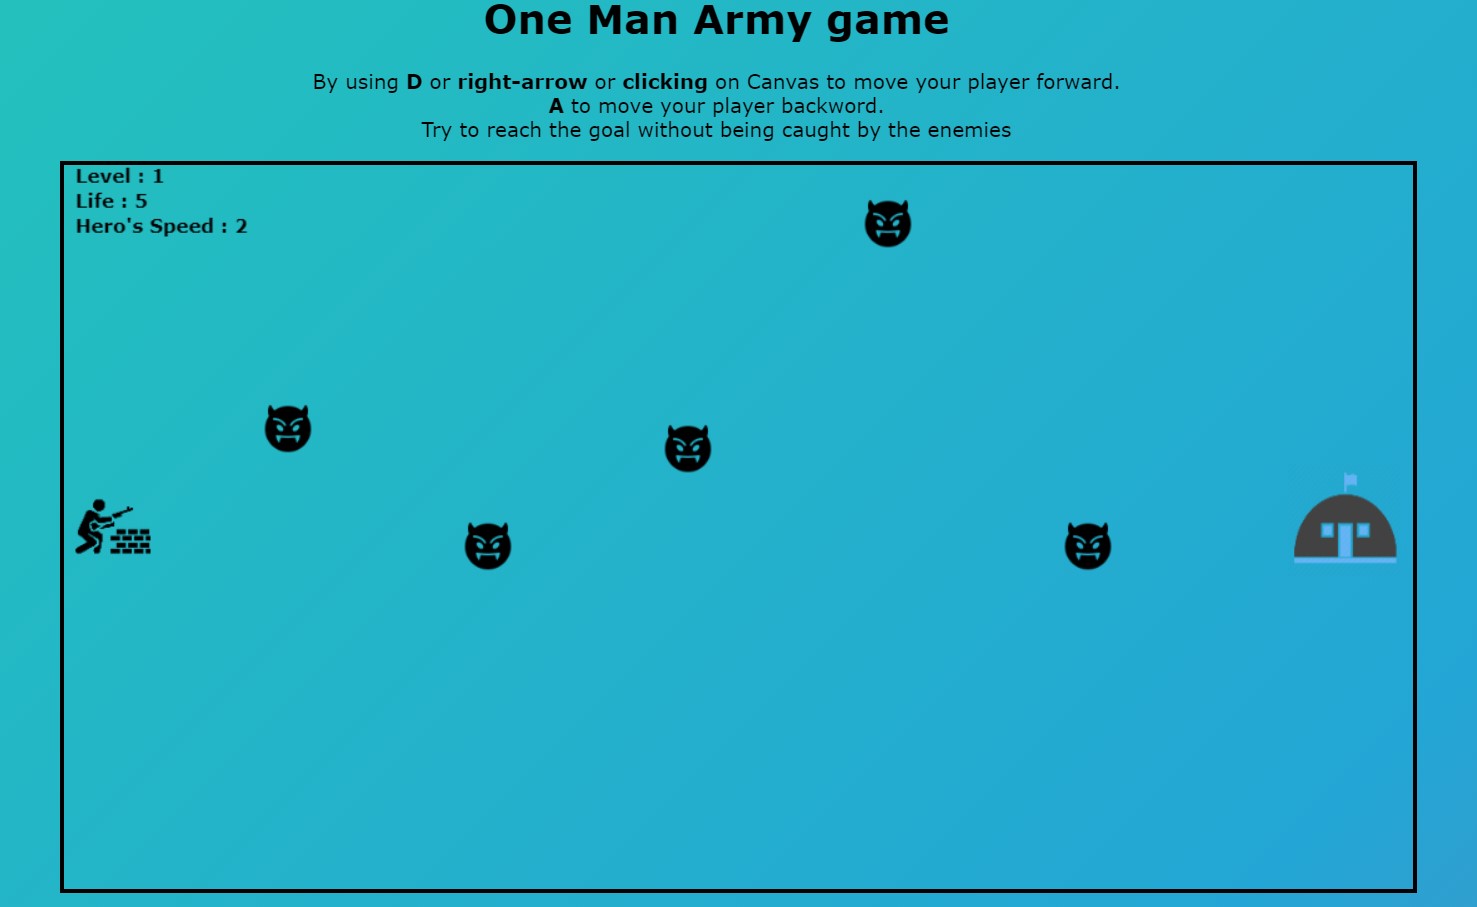 One Man Army game
By using D or right-arrow or clicking on Canvas to move your player forward.
A to move your player backword.
Try to reach the goal without being caught by the enemies
Level : 1
Life : 5
Hero's Speed : 2